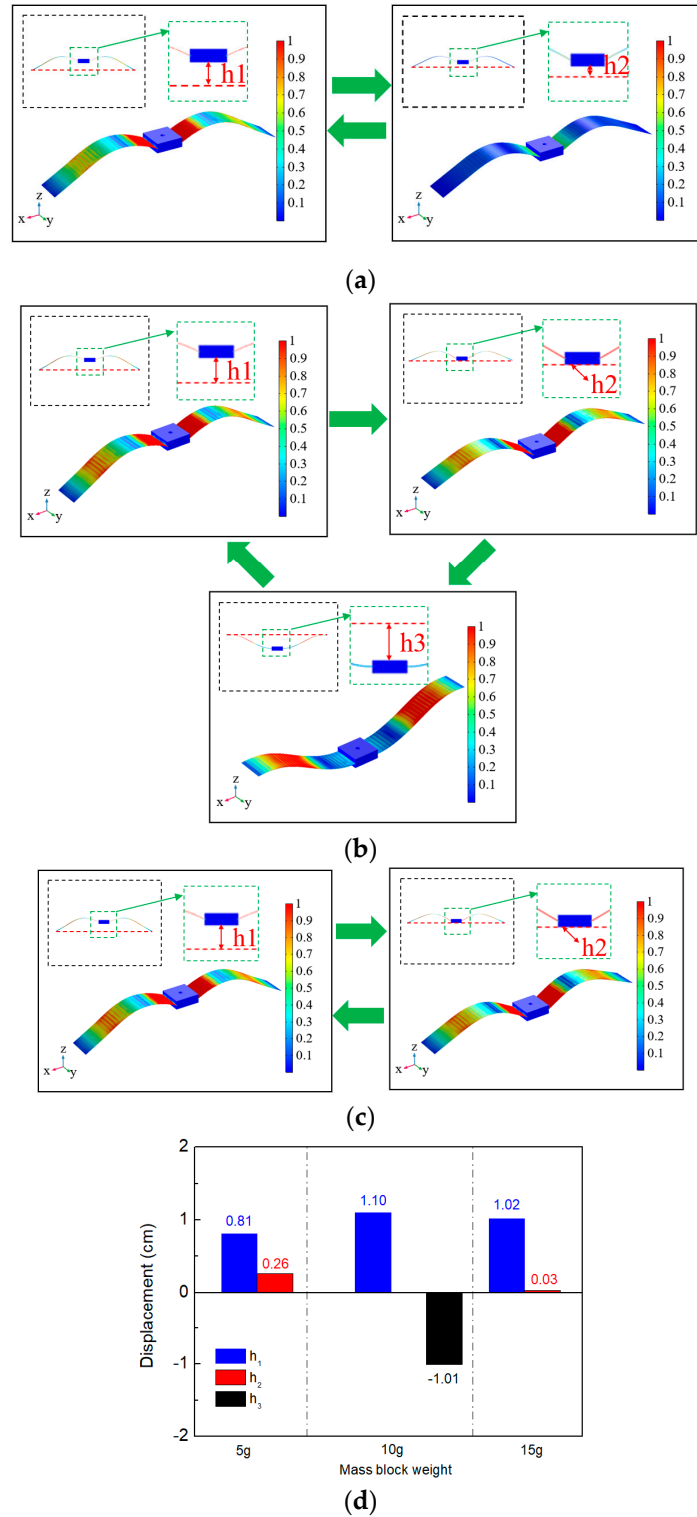 h1
1
0.9
0.8
0.7
0.6
0.5
0.4
0.3
0.2
0.1
z
x
y
h2
1
0.9
0.8
0.7
0.6
0.5
0.4
0.3
0.2
0.1
z
x
y
(a)
h1
1
0.9
0.8
0.7
0.6
0.5
0.4
0.3
0.2
0.1
z
x
y
h2
1
0.9
0.8
0.7
0.6
0.5
0.4
0.3
0.2
0.1
z
x
y
h3
1
0.9
0.8
0.7
0.6
0.5
0.4
0.3
0.2
0.1
z
x
y
(b)
h1
1
0.9
0.8
0.7
0.6
0.5
0.4
0.3
0.2
0.1
z
x
y
h2
1
0.9
0.8
0.7
0.6
0.5
0.4
0.3
0.2
0.1
z
x
y
(c)
Displacement (cm)
2
1
0
-1
-2
0.81
0.26
1.10
-1.01
1.02
0.03
h1
h2
h3
5g
10g
15g
Mass block weight
(d)